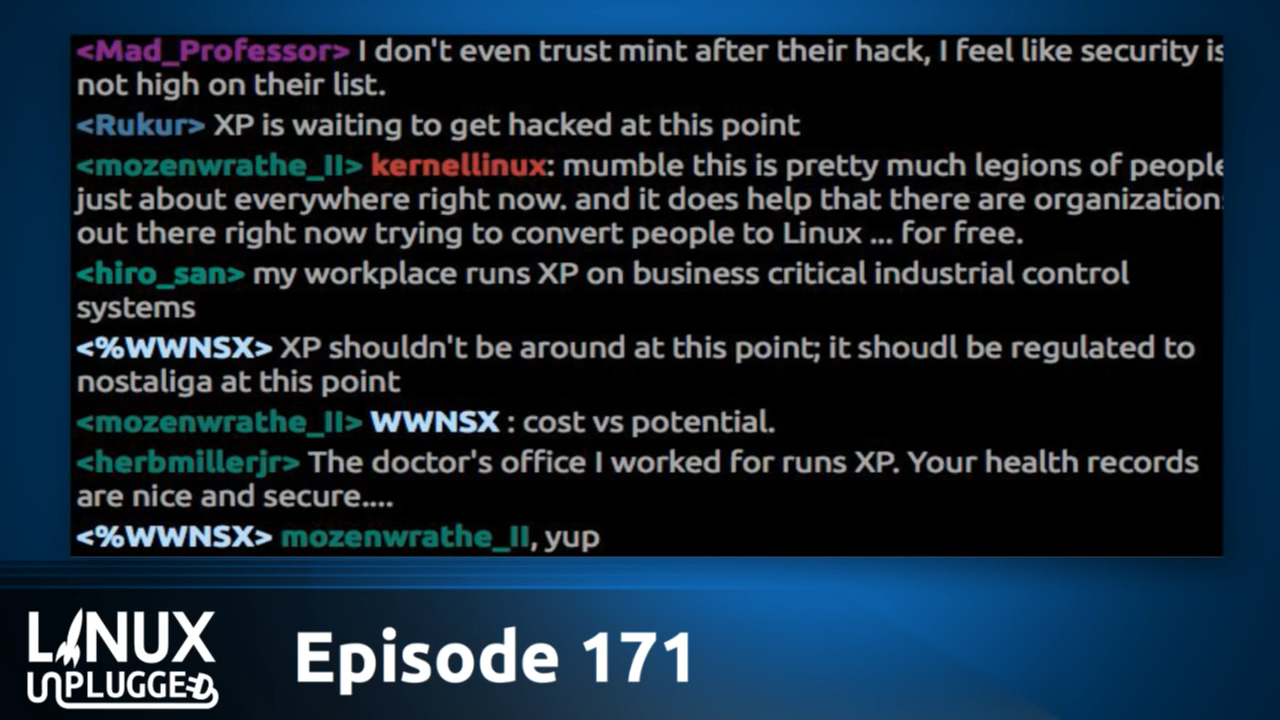 <Mad_Professor> I don't even trust mint after their hack, I feel like security is
not high on their list.
<Rukur> XP is waiting to get hacked at this point
<mozenwrathe_II> kernellinux: mumble this is pretty much legions of people
just about everywhere right now. and it does help that there are organization
out there right now trying to convert people to Linux ... for free.
<hiro_san> my workplace runs XP on business critical industrial control
systems
<%WWNSX> XP shouldn't be around at this point; it shoudl be regulated to
nostaliga at this point
<mozenwrathe_II> WWNSX : cost vs potential.
<herbmillerjr> The doctor's office I worked for runs XP. Your health records
are nice and secure....
<%WWNSX> mozenwrathe_II, yup
LINUX
UNPLUGGED
Episode 171